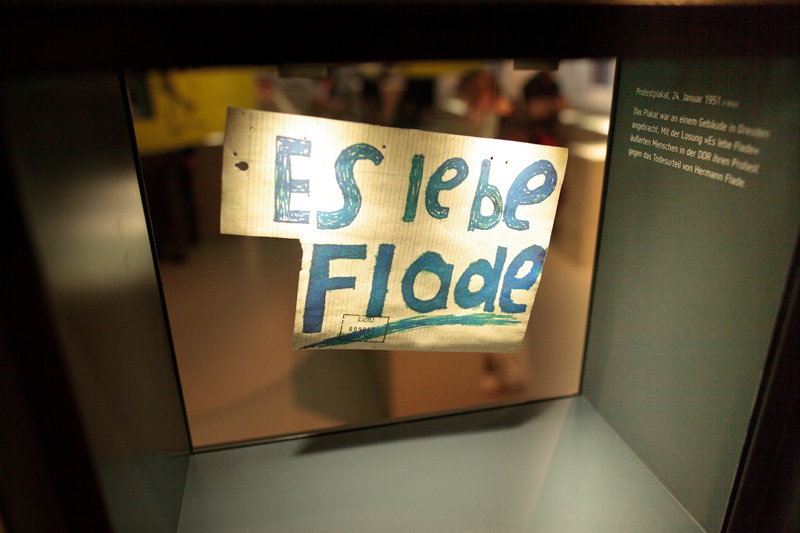 Es lebe
Flade
Protestplakat, 24. Januar 1951
Das Plakat war an einem Gebäude in Dresden
angebracht. Mit der Losung »Es lebe Flade«
äußerten Menschen in der DDR ihren Protest
gegen das Todesurteil von Hermann Flade.